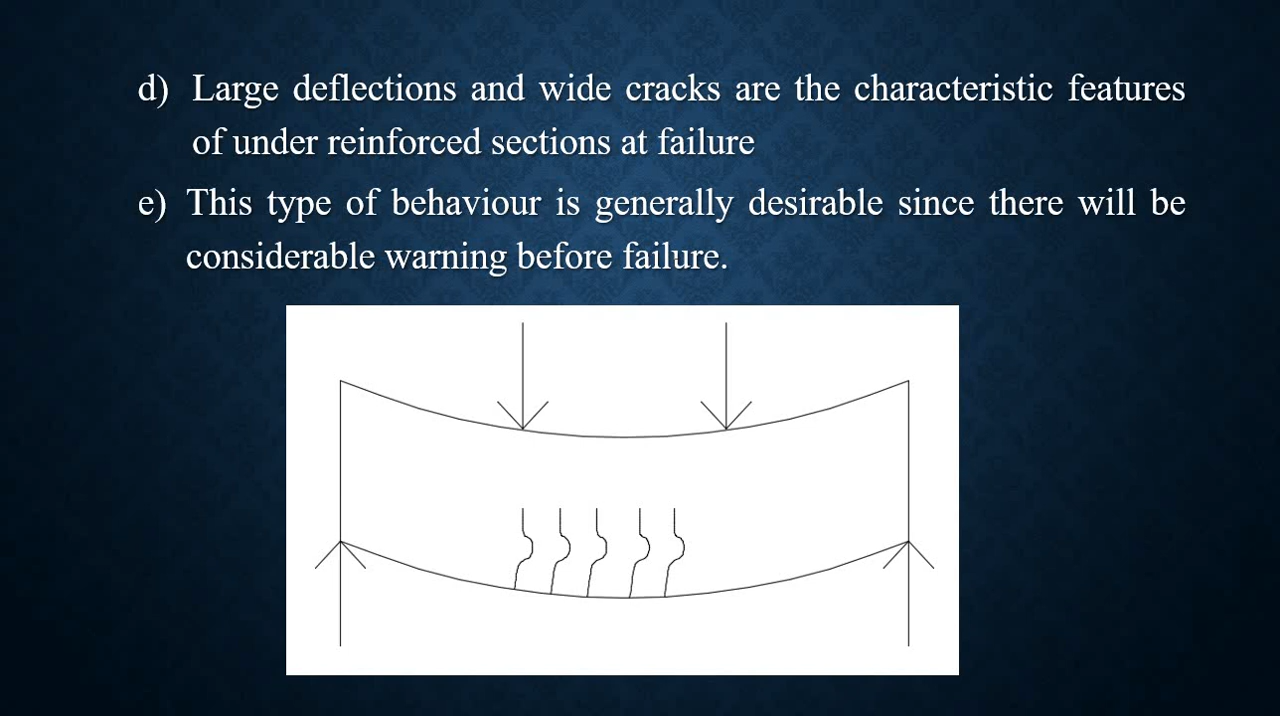 d) Large deflections and wide cracks are the characteristic features
of under reinforced sections at failure
e) This type of behaviour is generally desirable since there will be
considerable warning before failure.